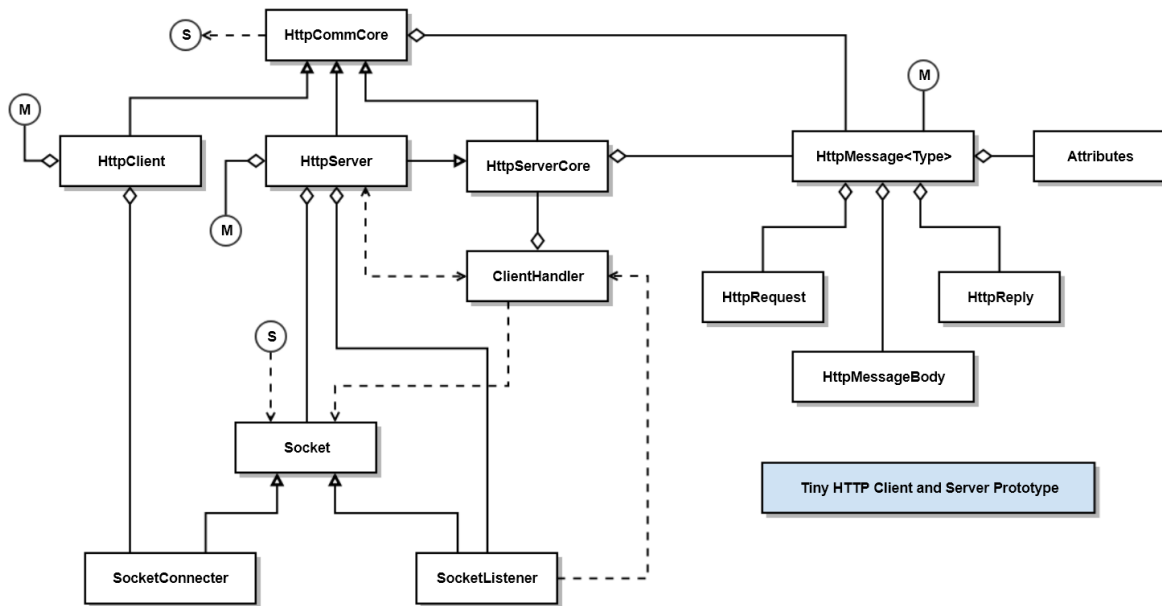 S
HttpCommCore
M
M
HttpClient
HttpServer
HttpServerCore
HttpMessage<Type>
Attributes
M
ClientHandler
HttpRequest
HttpReply
S
HttpMessageBody
Socket
Tiny HTTP Client and Server Prototype
SocketConnecter
SocketListener